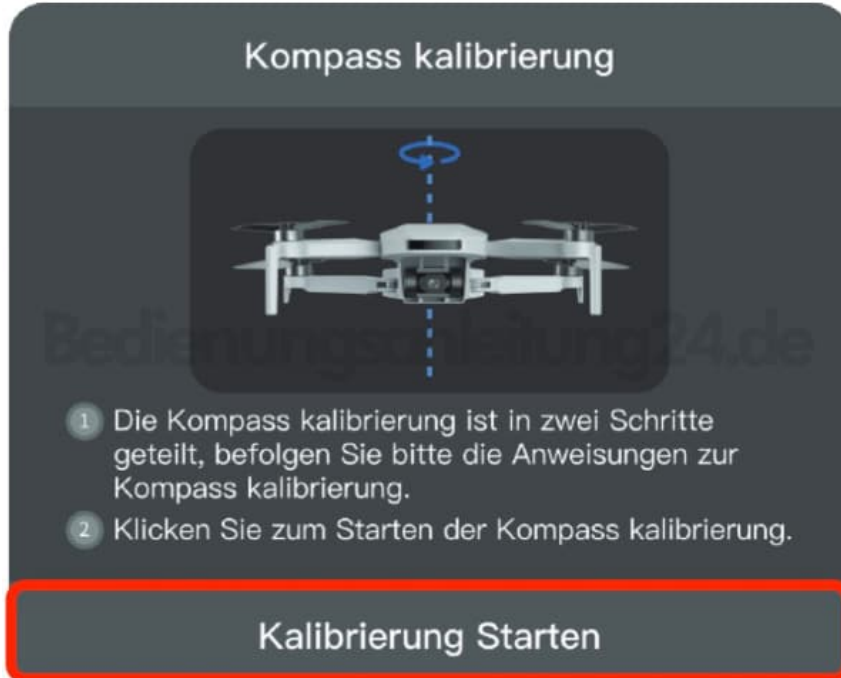 Kompass kalibrierung
Bedienungsanleitung24.de
1 Die Kompass kalibrierung ist in zwei Schritte
geteilt, befolgen Sie bitte die Anweisungen zur
Kompass kalibrierung.
2 Klicken Sie zum Starten der Kompass kalibrierung.
Kalibrierung Starten